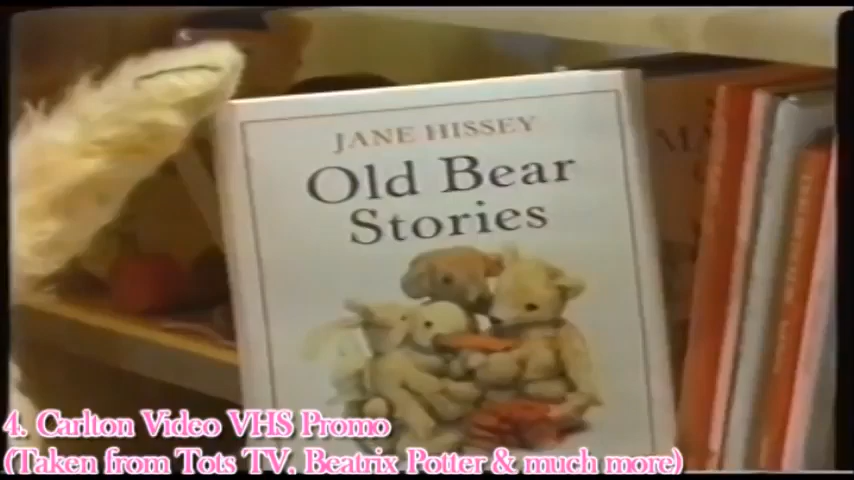 JANE HISSEY
Old Bear
Stories
4. Carlton Video VHS Promo
(Taken from Tots TV, Beatrix Potter & much more)